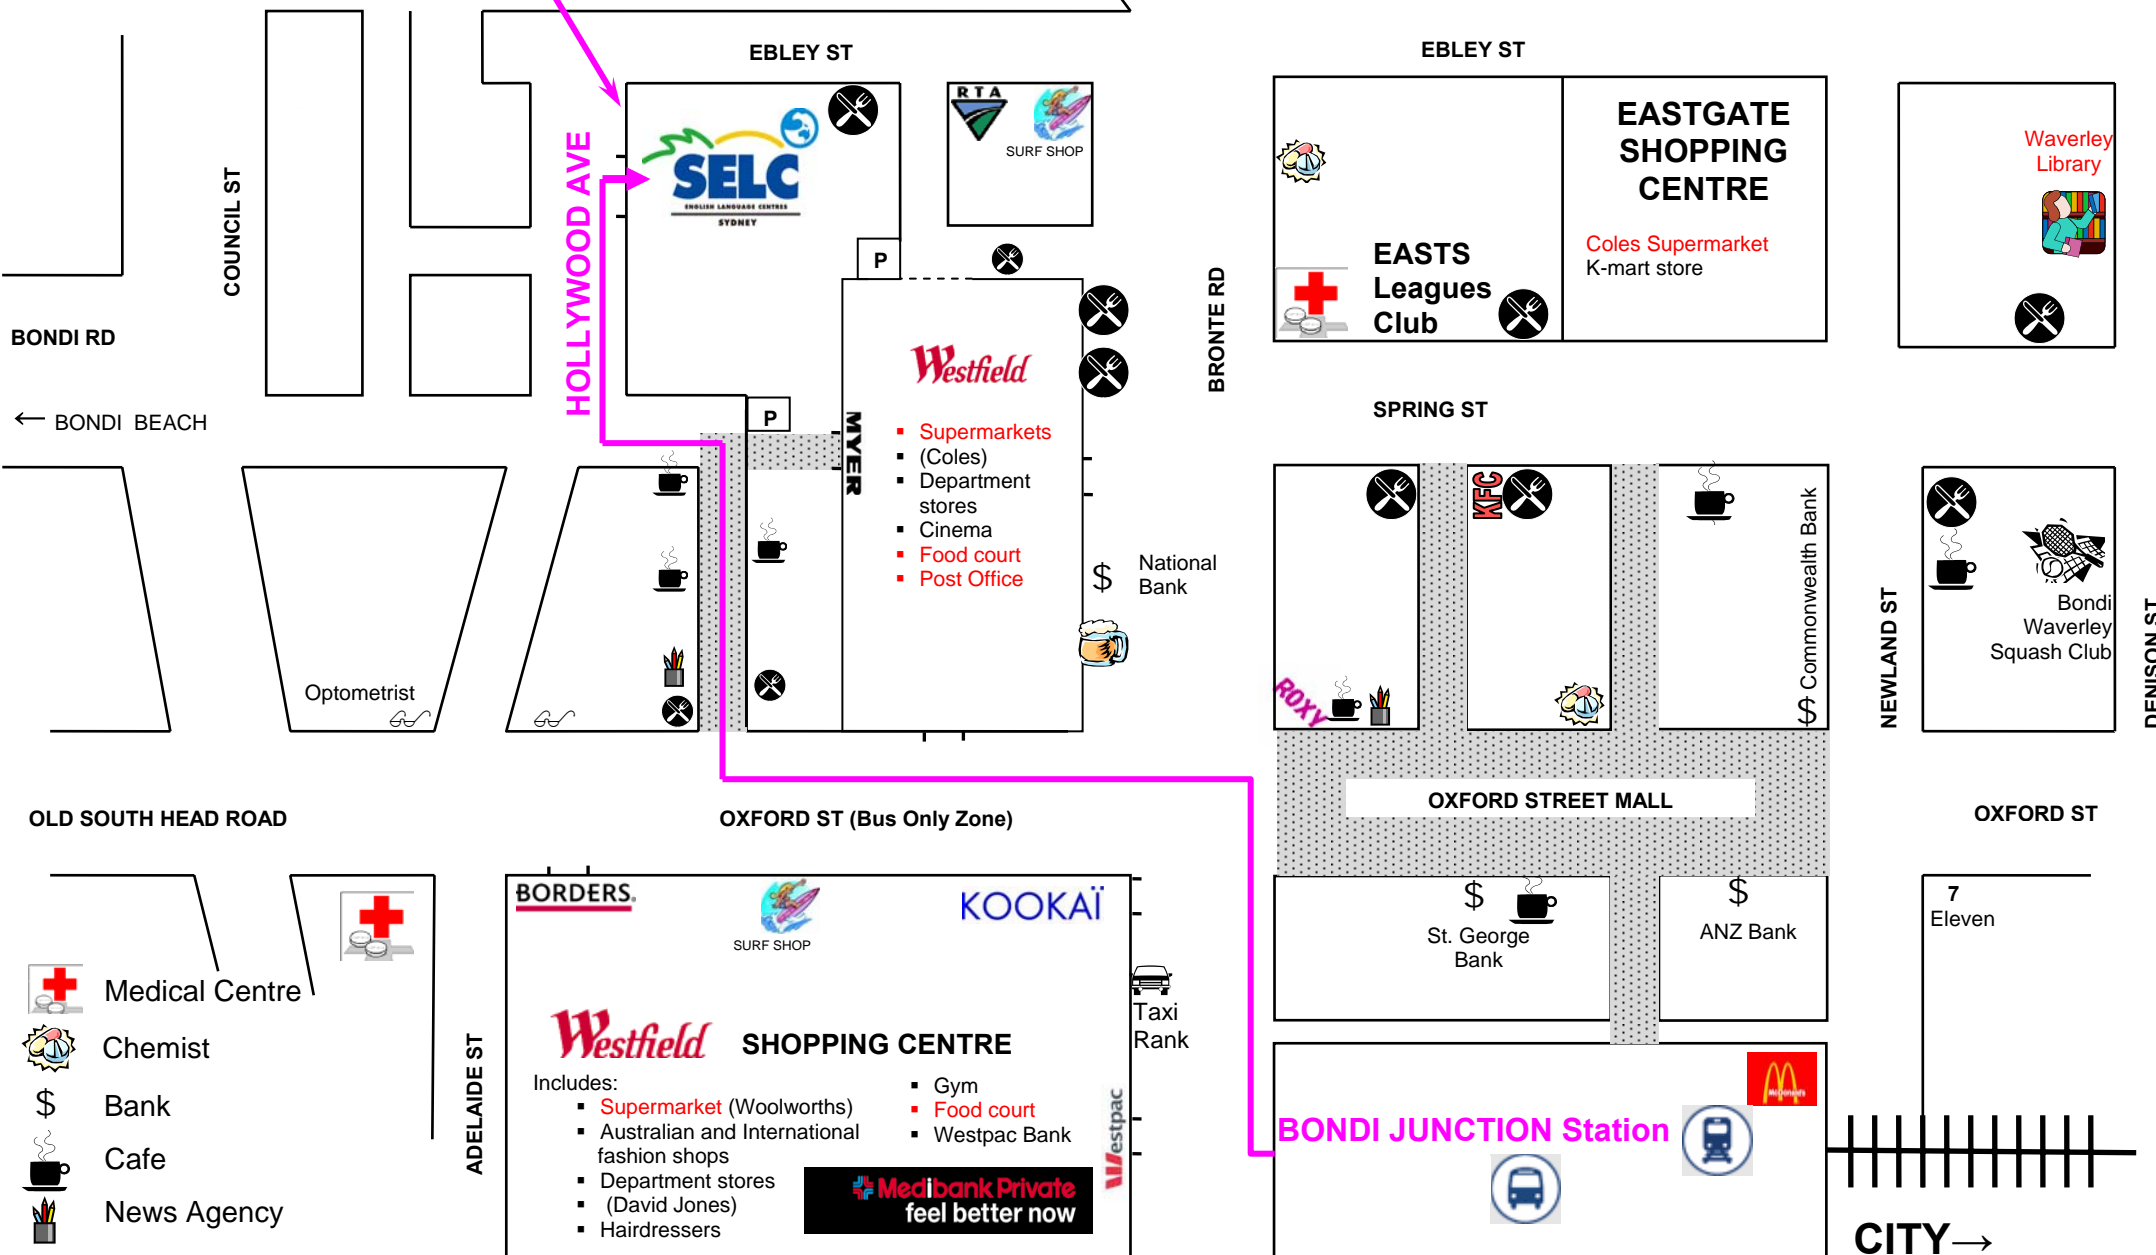 EBLEY ST
EBLEY ST
RTA
SURF SHOP
SELC
ENGLISH LANGUAGE CENTRES
SYDNEY
EASTGATE
SHOPPING
CENTRE
Coles Supermarket
K-mart store
Waverley
Library
COUNCIL ST
HOLLYWOOD AVE
P
EASTS
Leagues
Club
BRONTE RD
BONDI RD
← BONDI BEACH
Westfield
P
MYER
Supermarkets
(Coles)
Department
stores
Cinema
Food court
Post Office
SPRING ST
KFC
$ National
Bank
$ Commonwealth Bank
NEWLAND ST
Bondi
Waverley
Squash Club
DENISON ST
Optometrist
ROXY
OLD SOUTH HEAD ROAD
OXFORD ST (Bus Only Zone)
OXFORD STREET MALL
OXFORD ST
BORDERS.
SURF SHOP
KOOKAÏ
$
St. George
Bank
$
ANZ Bank
7
Eleven
Taxi
Rank
Medical Centre
Chemist
$ Bank
Cafe
News Agency
ADELAIDE ST
Westfield SHOPPING CENTRE
Includes:
Supermarket (Woolworths)
Australian and International
fashion shops
Department stores
(David Jones)
Hairdressers
Gym
Food court
Westpac Bank
Westpac
Medibank Private
feel better now
McDonald's
BONDI JUNCTION Station
CITY→